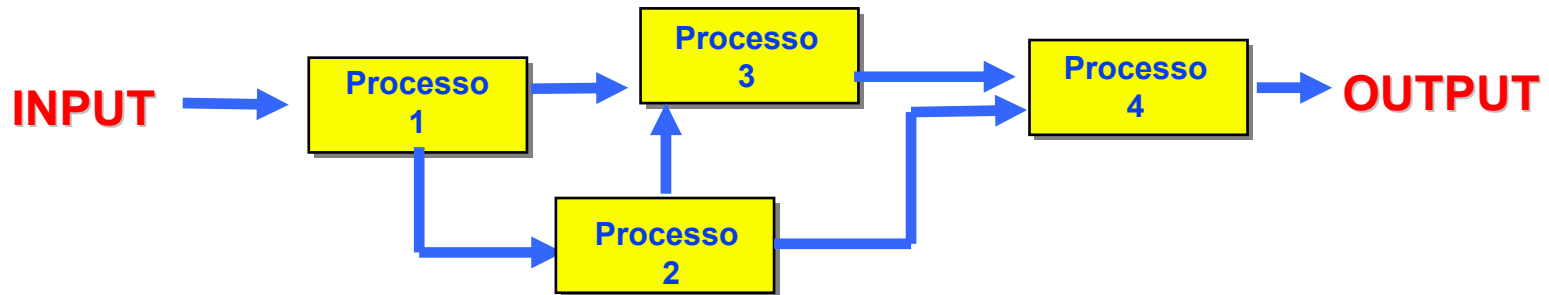 INPUT
Processo
1
Processo
2
Processo
3
Processo
4
OUTPUT